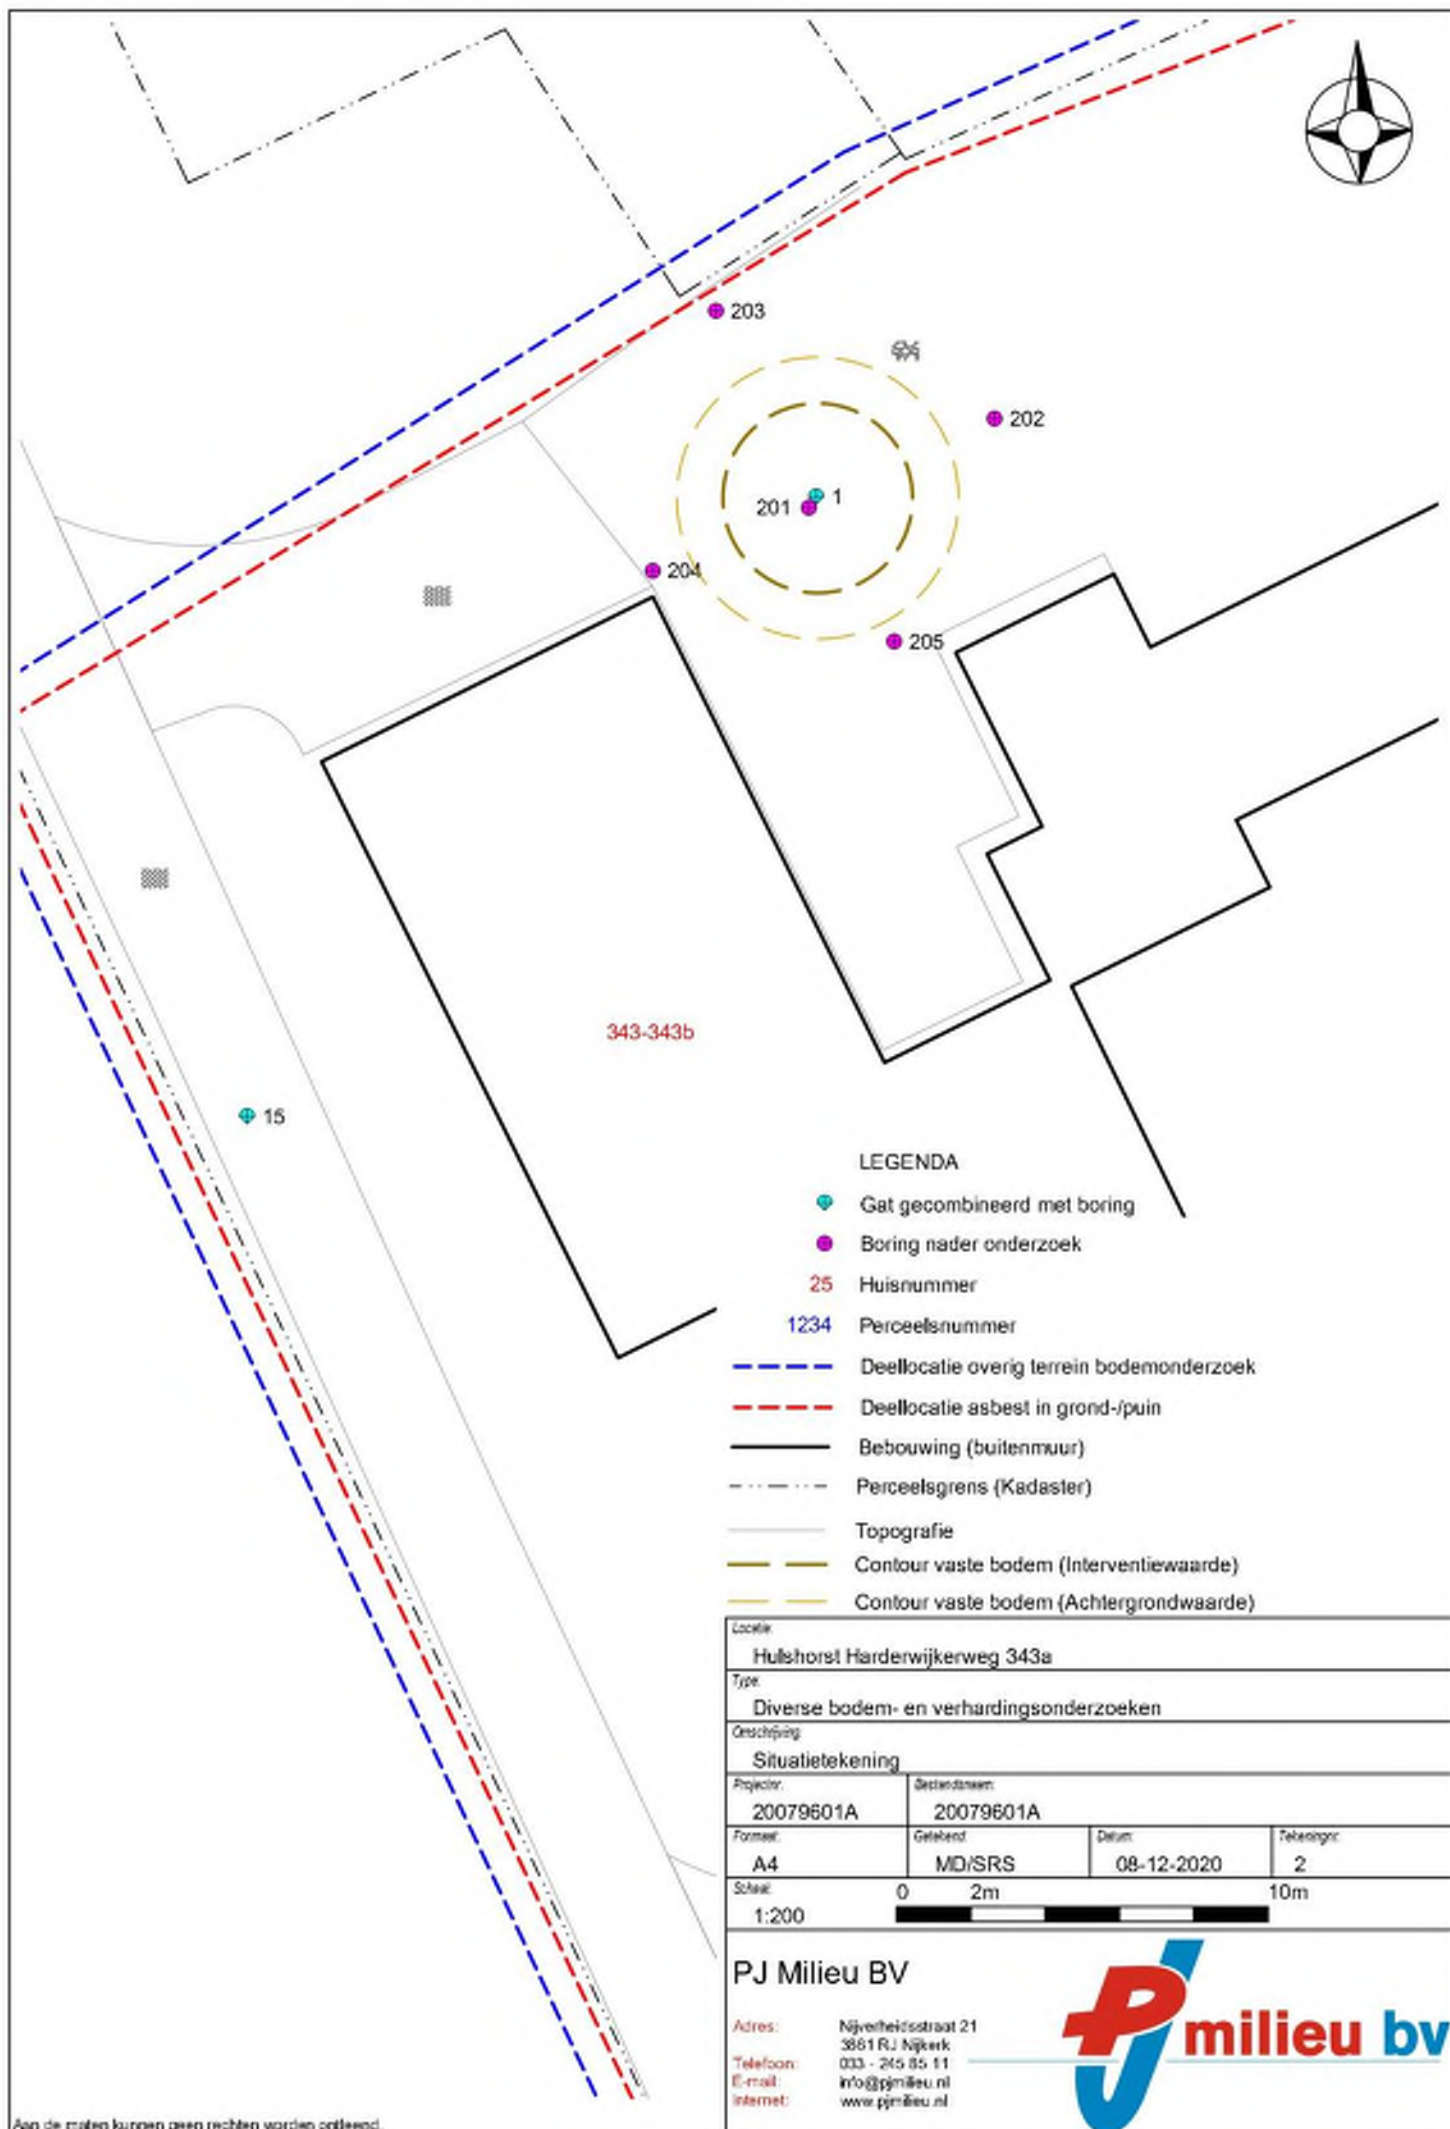 203
202
1
201
204
205
343-343b
15
LEGENDA
Gat gecombineerd met boring
Boring nader onderzoek
25 Huisnummer
1234 Perceelsnummer
Deellocatie overig terrein bodemonderzoek
Deellocatie asbest in grond-/puin
Bebouwing (buitenmuur)
Perceelsgrens (Kadaster)
Topografie
Contour vaste bodem (Interventiewaarde)
Contour vaste bodem (Achtergrondwaarde)
Locatie:
Hulshorst Harderwijkerweg 343a
Type:
Diverse bodem- en verhardingsonderzoeken
Omschrijving:
Situatietekening
Projectnr: Bestandsnaam:
20079601A 20079601A
Formaat: Getekend: Datum: Tekeningnr:
A4 MD/SRS 08-12-2020 2
Schaal: 0 2m 10m
1:200
PJ Milieu BV
Adres: Nijverheidsstraat 21
3861 RJ Nijkerk
Telefoon: 033 - 245 85 11
E-mail: info@pjmilieu.nl
Internet: www.pjmilieu.nl
PJ milieu bv
Aan de maten kunnen geen rechten worden ontleend.